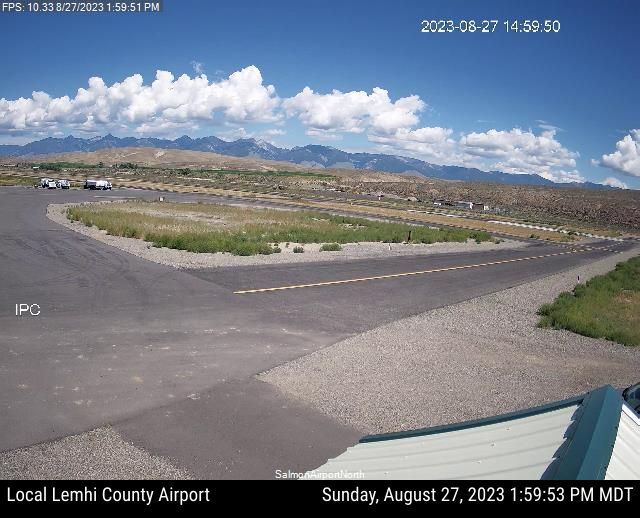 FPS: 10.33 8/27/2023 1:59:51 PM
2023-08-27 14:59:50
IPC
SalmonAirportNorth
Local Lemhi County Airport Sunday, August 27, 2023 1:59:53 PM MDT